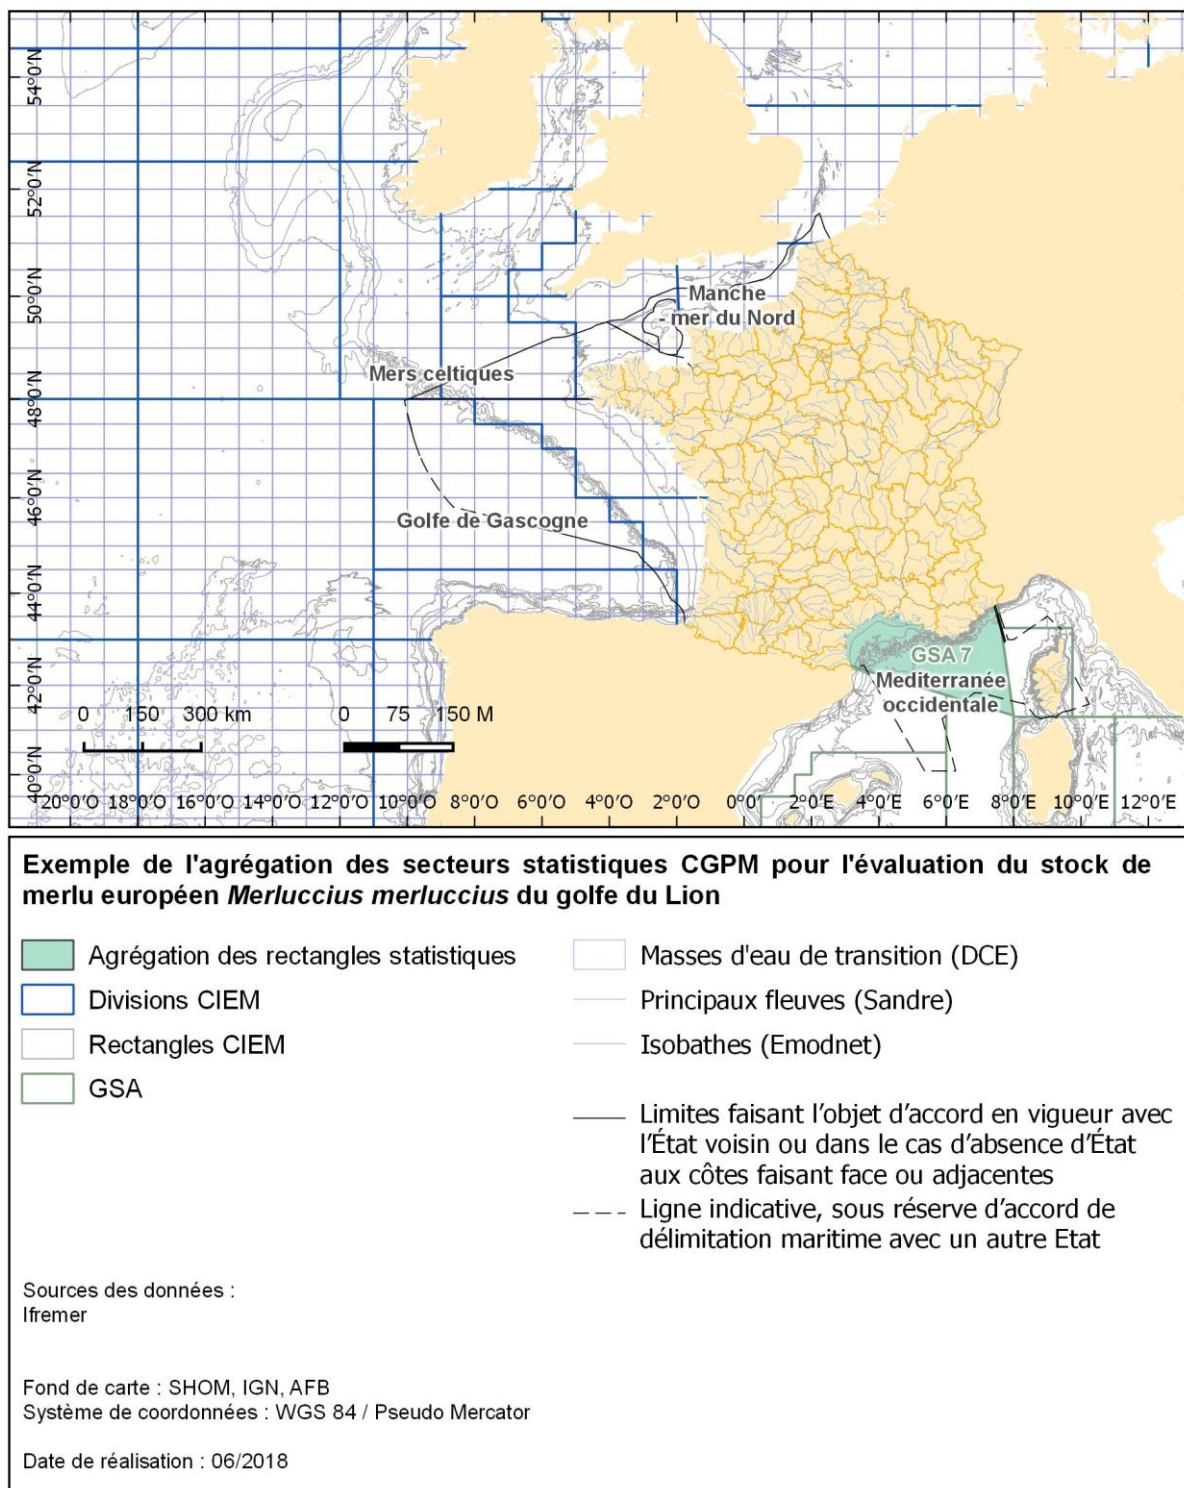 54°0'N
52°0'N
50°0'N
48°0'N
46°0'N
44°0'N
42°0'N
40°0'N
Manche
- mer du Nord
Mers celtiques
Golfe de Gascogne
GSA 7
Mediterranée
occidentale
0 150 300 km
0 75 150 M
20°0'O 18°0'O 16°0'O 14°0'O 12°0'O 10°0'O 8°0'O 6°0'O 4°0'O 2°0'O 0°0' 2°0'E 4°0'E 6°0'E 8°0'E 10°0'E 12°0'E
Exemple de l'agrégation des secteurs statistiques CGPM pour l'évaluation du stock de
merlu européen Merluccius merluccius du golfe du Lion
Agrégation des rectangles statistiques
Divisions CIEM
Rectangles CIEM
GSA
Masses d'eau de transition (DCE)
Principaux fleuves (Sandre)
Isobathes (Emodnet)
Limites faisant l’objet d’accord en vigueur avec
l’État voisin ou dans le cas d’absence d’État
aux côtes faisant face ou adjacentes
Ligne indicative, sous réserve d’accord de
délimitation maritime avec un autre Etat
Sources des données :
Ifremer
Fond de carte : SHOM, IGN, AFB
Système de coordonnées : WGS 84 / Pseudo Mercator
Date de réalisation : 06/2018